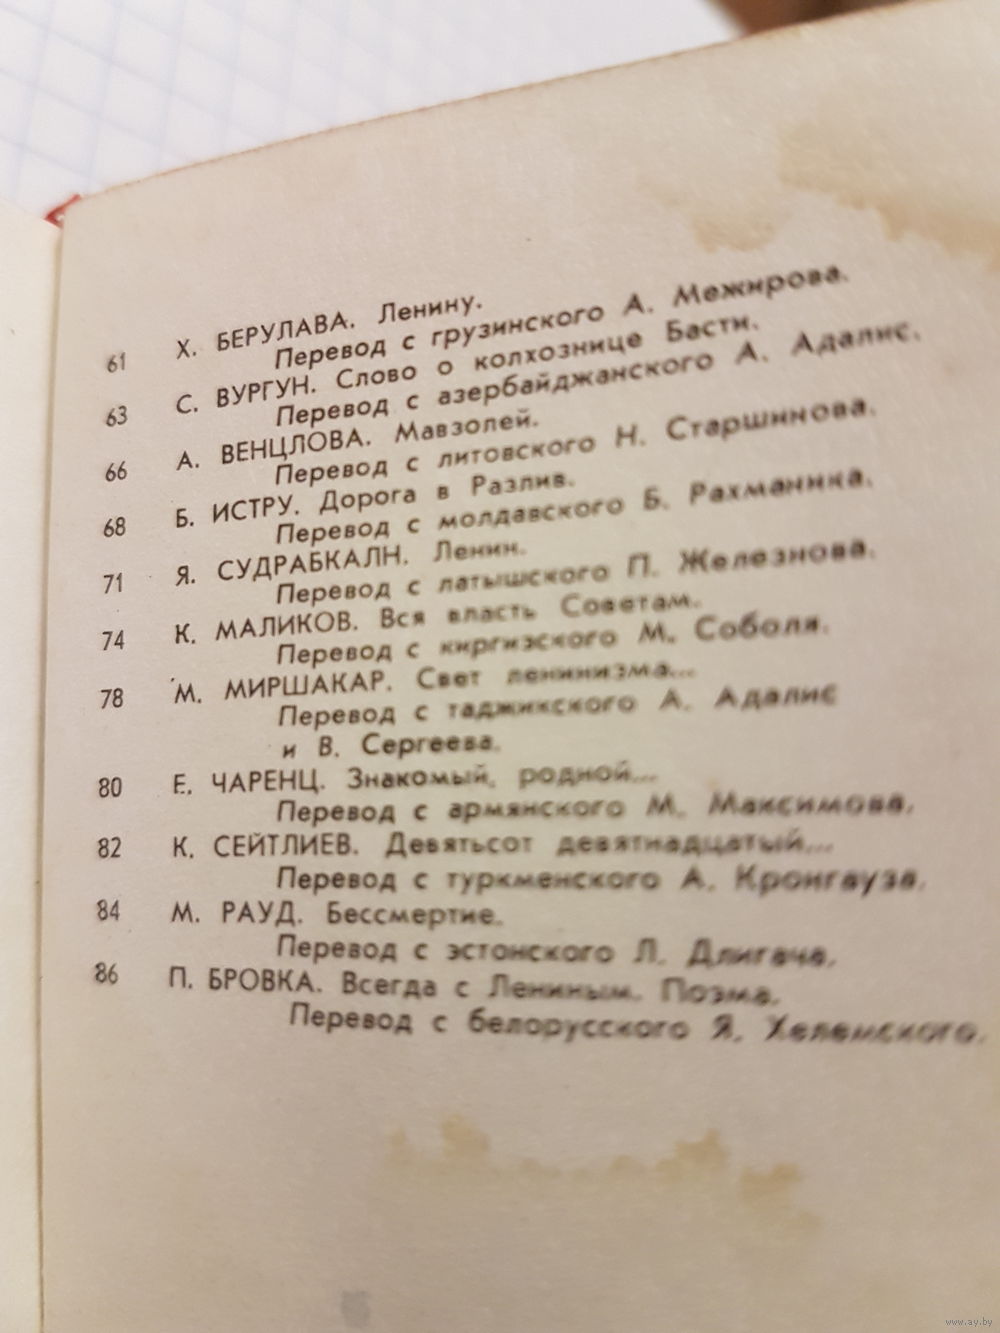 61 Х. БЕРУЛАВА. Ленину.
Перевод с грузинского А. Межирова.
63 С. ВУРГУН. Слово о колхознице Басти.
Перевод с азербайджанского А. Адалис.
66 А. ВЕНЦЛОВА. Мавзолей.
Перевод с литовского Н. Старшинова.
68 Б. ИСТРУ. Дорога в Разлив.
Перевод с молдавского Б. Рахманина.
71 Я. СУДРАБКАЛН. Ленин.
Перевод с латышского П. Железнова.
74 К. МАЛИКОВ. Вся власть Советам.
Перевод с киргизского М. Соболя.
78 М. МИРШАКАР. Свет ленинизма...
Перевод с таджикского А. Адалис
и В. Сергеева.
80 Е. ЧАРЕНЦ. Знакомый, родной...
Перевод с армянского М. Максимова.
82 К. СЕЙТЛИЕВ. Девятьсот девятнадцатый...
Перевод с туркменского А. Кронгауза.
84 М. РАУД. Бессмертие.
Перевод с эстонского Л. Длигача.
86 П. БРОВКА. Всегда с Лениным. Поэма.
Перевод с белорусского Я. Хелемского.
www.ay.by